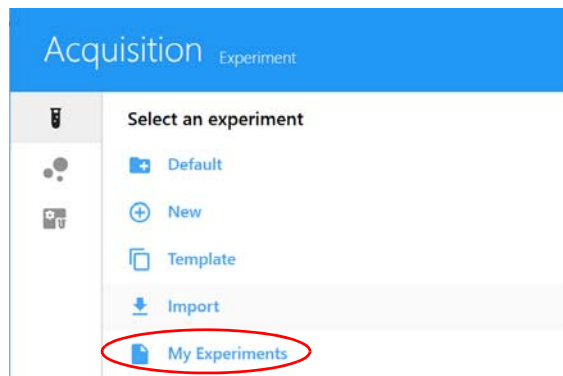 Acquisition Experiment
Select an experiment
Default
New
Template
Import
My Experiments